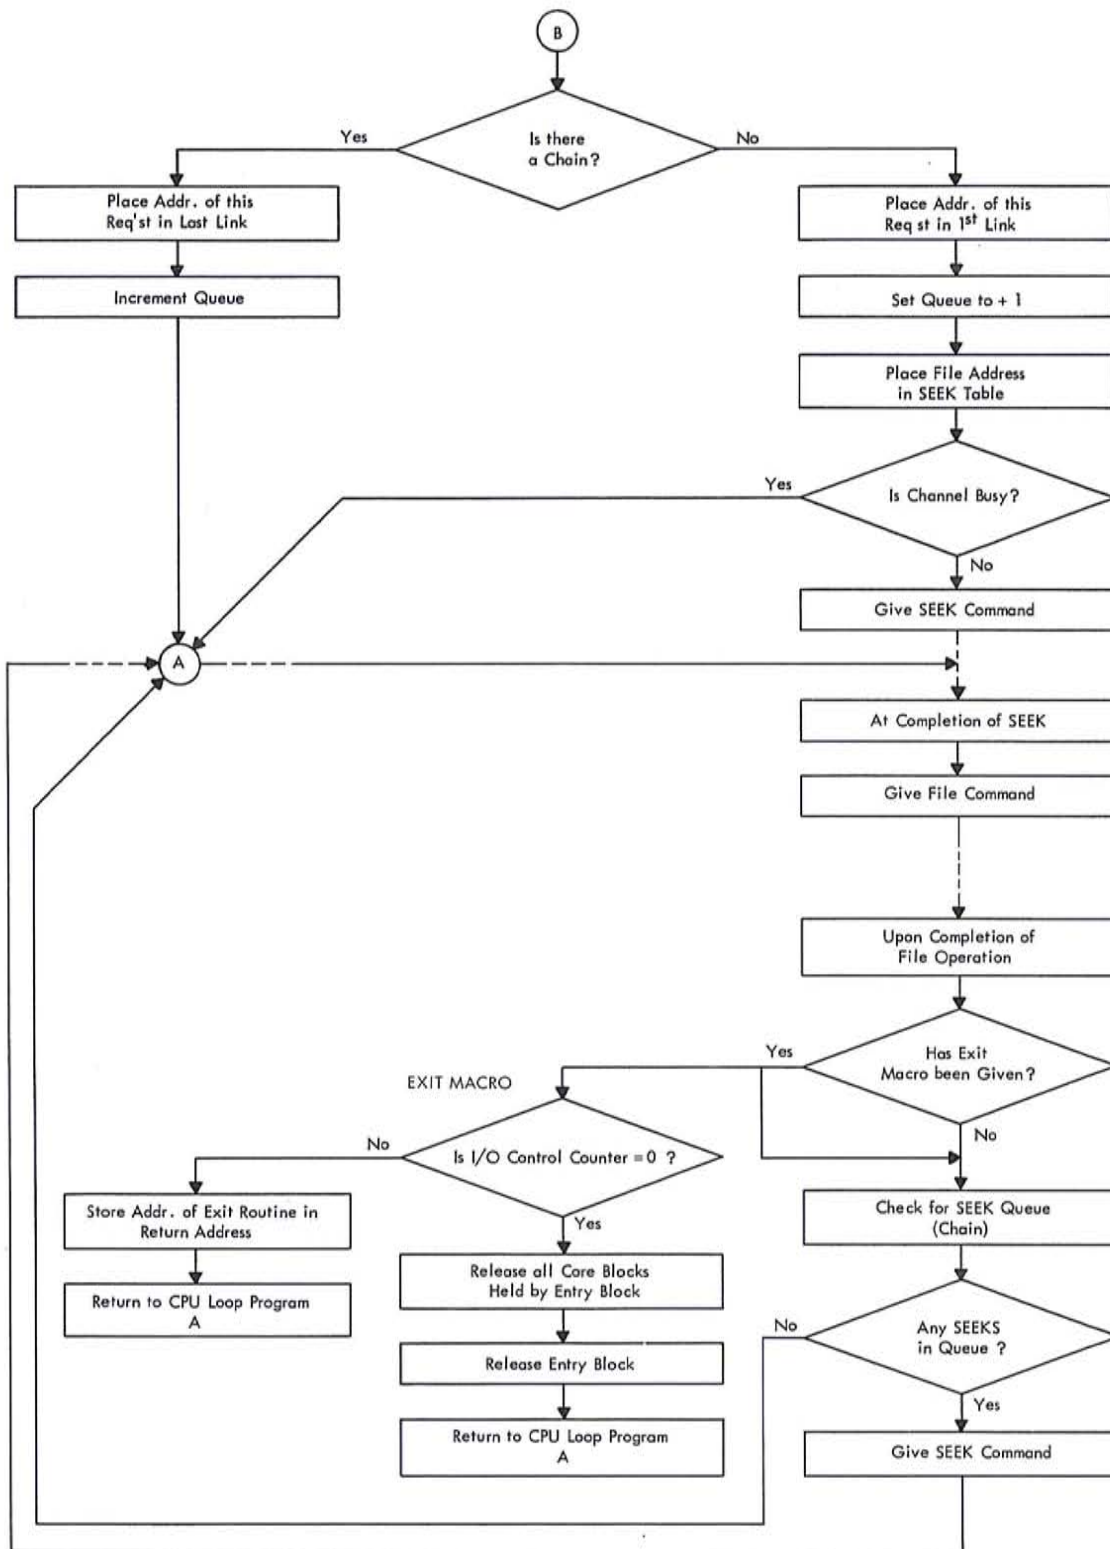 B
Is there
a Chain?
Yes
No
Place Addr. of this
Req'st in Last Link
Place Addr. of this
Req st in 1st Link
Increment Queue
Set Queue to + 1
Place File Address
in SEEK Table
Yes
Is Channel Busy?
No
Give SEEK Command
A
At Completion of SEEK
Give File Command
Upon Completion of
File Operation
Yes
Has Exit
Macro been Given?
No
EXIT MACRO
No
Is I/O Control Counter = 0 ?
Yes
Store Addr. of Exit Routine in
Return Address
Check for SEEK Queue
(Chain)
Release all Core Blocks
Held by Entry Block
Return to CPU Loop Program
A
No
Any SEEKS
in Queue ?
Yes
Release Entry Block
Return to CPU Loop Program
A
Give SEEK Command